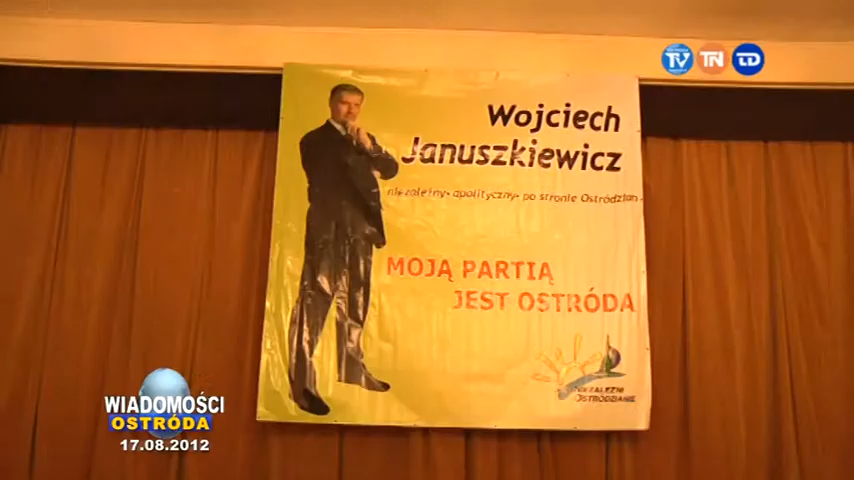 TV TN TD
Wojciech
Januszkiewicz
niezależny• apolityczny• po stronie Ostródzian
MOJĄ PARTIĄ
JEST OSTRÓDA
NIEZALEŻNI
OSTRÓDZIANIE
WIADOMOŚCI
OSTRÓDA
17.08.2012